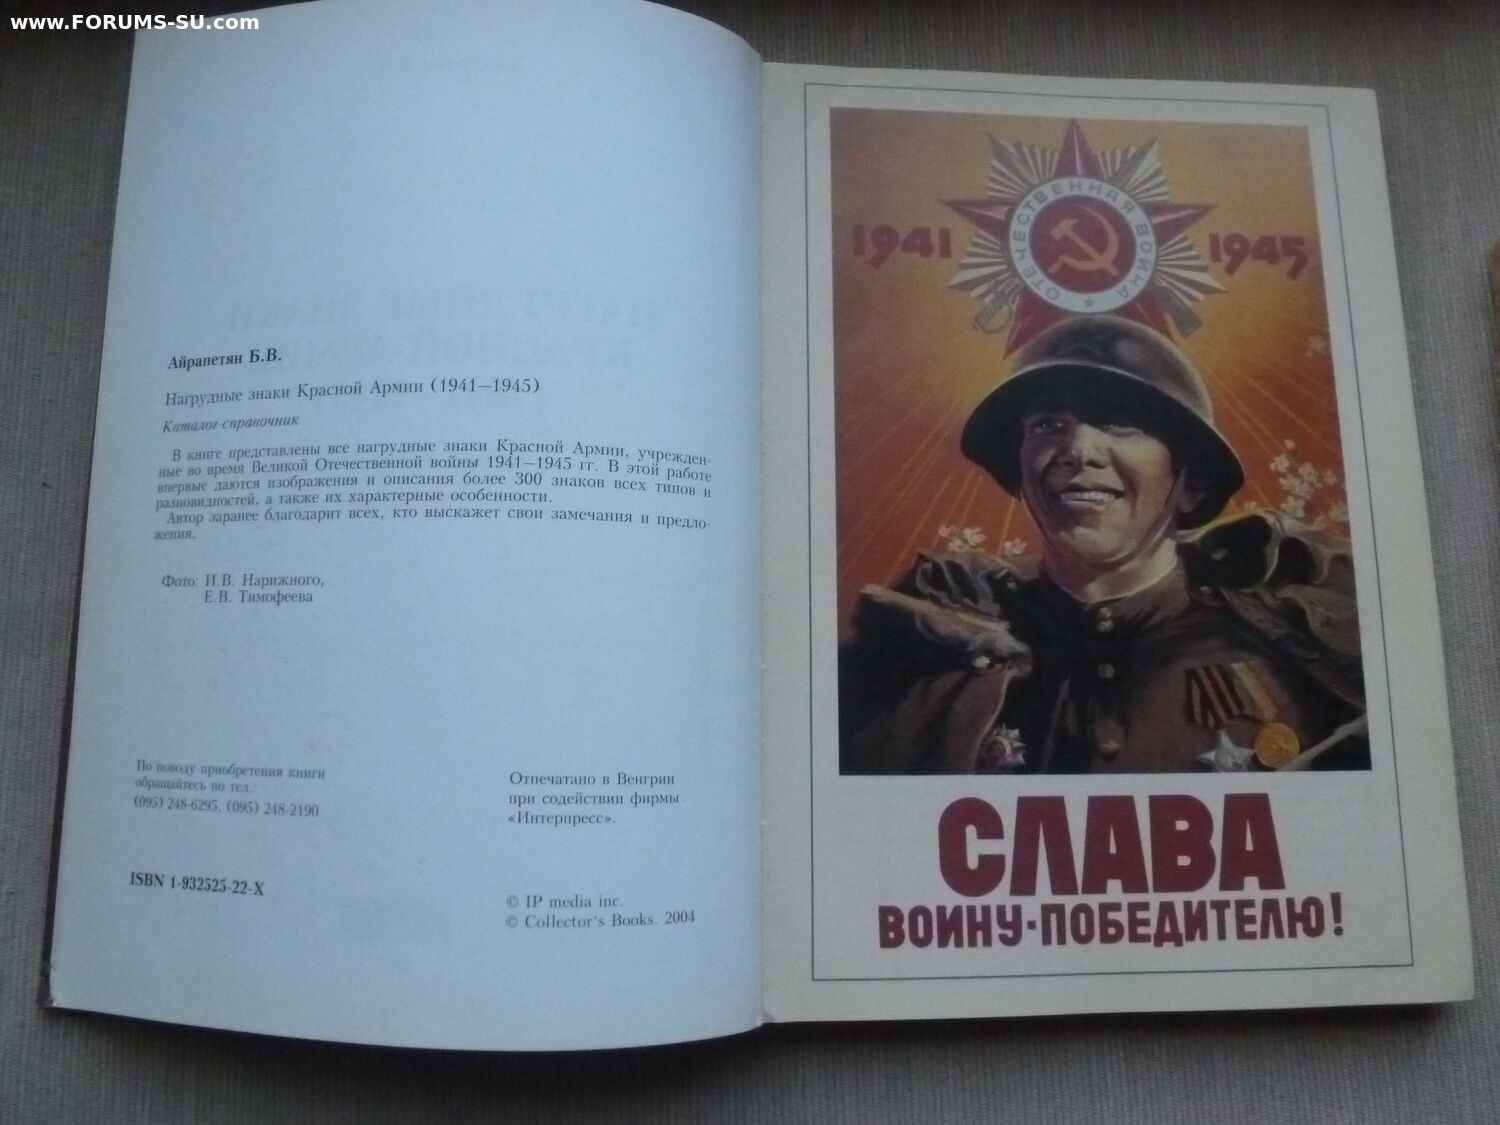 www.FORUMS-SU.com
Айрапетян Б.В.
Нагрудные знаки Красной Армии (1941—1945)
Каталог-справочник
В книге представлены все нагрудные знаки Красной Армии, учрежден-
ные во время Великой Отечественной войны 1941—1945 гг. В этой работе
впервые даются изображения и описания более 300 знаков всех типов и
разновидностей, а также их характерные особенности.
Автор заранее благодарит всех, кто выскажет свои замечания и предло-
жения.
Фото: И.В. Нарижного,
Е.В. Тимофеева
По поводу приобретения книги
обращайтесь по тел.:
(095) 248-6295, (095) 248-2190
ISBN 1-932525-22-X
Отпечатано в Венгрии
при содействии фирмы
«Интерпресс».
© IP media inc.
© Collector's Books. 2004
ОТЕЧЕСТВЕННАЯ ВОЙНА
1941 1945
СЛАВА
ВОИНУ-ПОБЕДИТЕЛЮ!